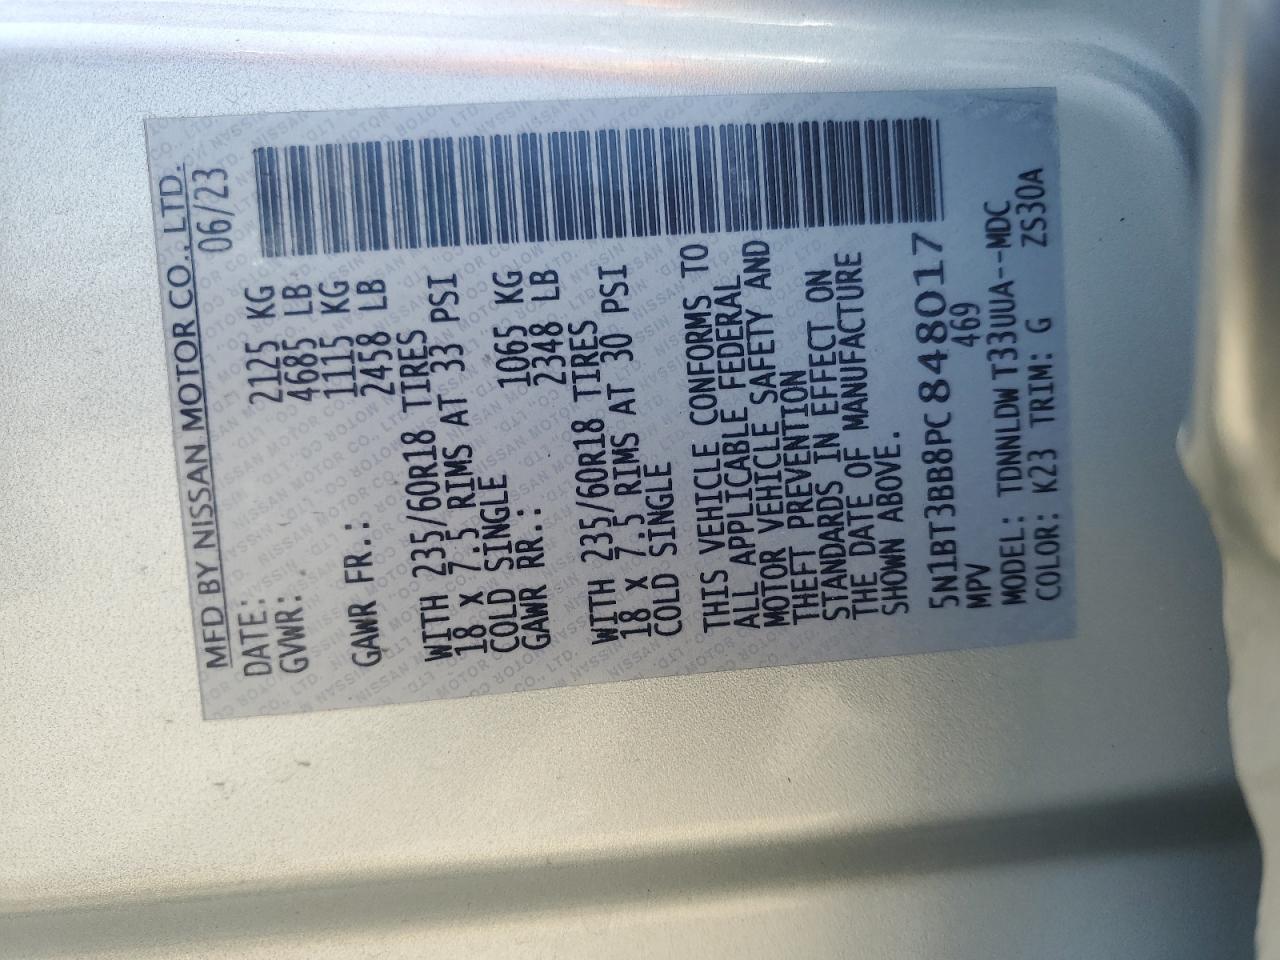 MFD BY NISSAN MOTOR CO., LTD.
DATE: 06/23
GVWR: 2125 KG
4685 LB
GAWR FR.: 1115 KG
2458 LB
WITH 235/60R18 TIRES
18 X 7.5 RIMS AT 33 PSI
COLD SINGLE
GAWR RR.: 1065 KG
2348 LB
WITH 235/60R18 TIRES
18 X 7.5 RIMS AT 30 PSI
COLD SINGLE
THIS VEHICLE CONFORMS TO
ALL APPLICABLE FEDERAL
MOTOR VEHICLE SAFETY AND
THEFT PREVENTION
STANDARDS IN EFFECT ON
THE DATE OF MANUFACTURE
SHOWN ABOVE.
5N1BT3BB8PC848017
MPV 469
MODEL: TDNNLDWT33UUA--MDC
COLOR: K23 TRIM: G ZS30A